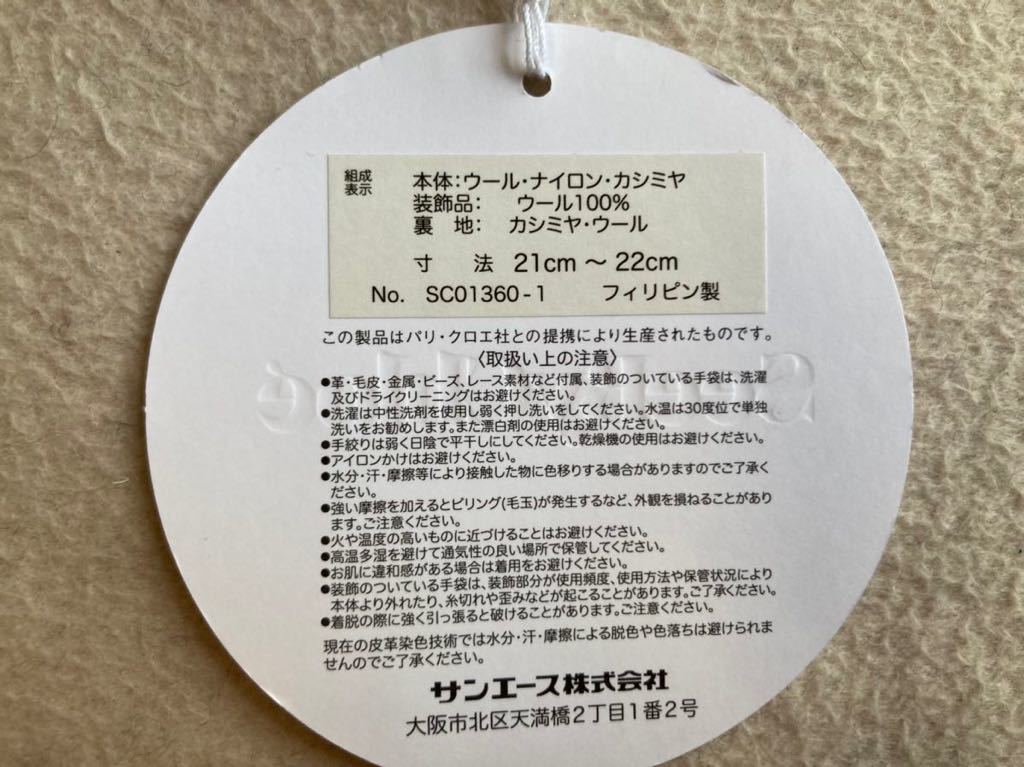 組成
表示
本体:ウール・ナイロン・カシミヤ
装飾品: ウール100%
裏 地: カシミヤ・ウール
寸 法 21cm 〜 22cm
No. SC01360-1 フィリピン製
この製品はパリ・クロエ社との提携により生産されたものです。
〈取扱い上の注意〉
●革・毛皮・金属・ビーズ、レース素材など付属、装飾のついている手袋は、洗濯
及びドライクリーニングはお避けください。
●洗濯は中性洗剤を使用し弱く押し洗いをしてください。水温は30度位で単独
洗いをお勧めします。また漂白剤の使用はお避けください。
●手絞りは弱く日陰で平干しにしてください。乾燥機の使用はお避けください。
●アイロンかけはお避けください。
●水分・汗・摩擦等により接触した物に色移りする場合がありますのでご了承く
ださい。
●強い摩擦を加えるとピリング(毛玉)が発生するなど、外観を損ねることがあり
ます。ご注意ください。
●火や温度の高いものに近づけることはお避けください。
●高温多湿を避けて通気性の良い場所で保管してください。
●お肌に違和感がある場合は着用をお避けください。
●装飾のついている手袋は、装飾部分が使用頻度、使用方法や保管状況により
本体より外れたり、糸切れや歪みなどが起こることがあります。ご了承ください。
●着脱の際に強く引っ張ると破けることがあります。ご注意ください。
現在の皮革染色技術では水分・汗・摩擦による脱色や色落ちは避けられま
せんのでご了承ください。
サンエース株式会社
大阪市北区天満橋2丁目1番2号